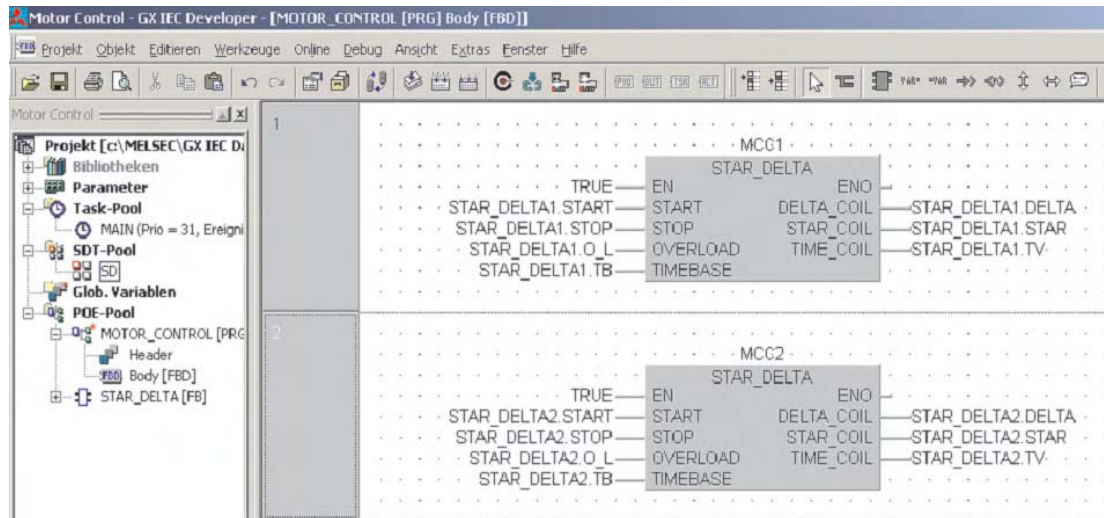 Motor Control - GX IEC Developer - [MOTOR_CONTROL [PRG] Body [FBD]]
Projekt Objekt Editieren Werkzeuge Online Debug Ansicht Extras Fenster Hilfe
Motor Control
Projekt [c:\MELSEC\GX IEC D
Bibliotheken
Parameter
Task-Pool
MAIN (Prio = 31, Ereigni
SDT-Pool
SD
Glob. Variablen
POE-Pool
MOTOR_CONTROL [PRG
Header
Body [FBD]
STAR_DELTA [FB]
1
MCC1
STAR_DELTA
TRUE EN ENO
STAR_DELTA1.START START DELTA_COIL STAR_DELTA1.DELTA
STAR_DELTA1.STOP STOP STAR_COIL STAR_DELTA1.STAR
STAR_DELTA1.O_L OVERLOAD TIME_COIL STAR_DELTA1.TV
STAR_DELTA1.TB TIMEBASE
2
MCC2
STAR_DELTA
TRUE EN ENO
STAR_DELTA2.START START DELTA_COIL STAR_DELTA2.DELTA
STAR_DELTA2.STOP STOP STAR_COIL STAR_DELTA2.STAR
STAR_DELTA2.O_L OVERLOAD TIME_COIL STAR_DELTA2.TV
STAR_DELTA2.TB TIMEBASE